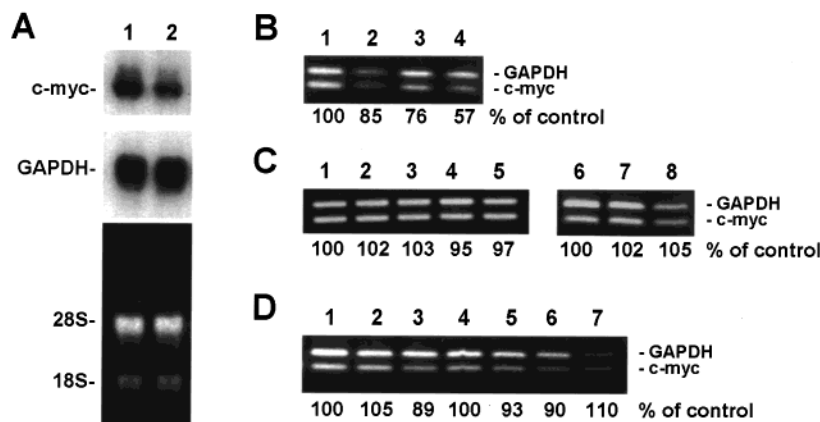 A
1 2
c-myc-
GAPDH-
28S-
18S-
B
1 2 3 4
- GAPDH
- c-myc
100 85 76 57 % of control
C
1 2 3 4 5 6 7 8
- GAPDH
- c-myc
100 102 103 95 97 100 102 105 % of control
D
1 2 3 4 5 6 7
- GAPDH
- c-myc
100 105 89 100 93 90 110 % of control